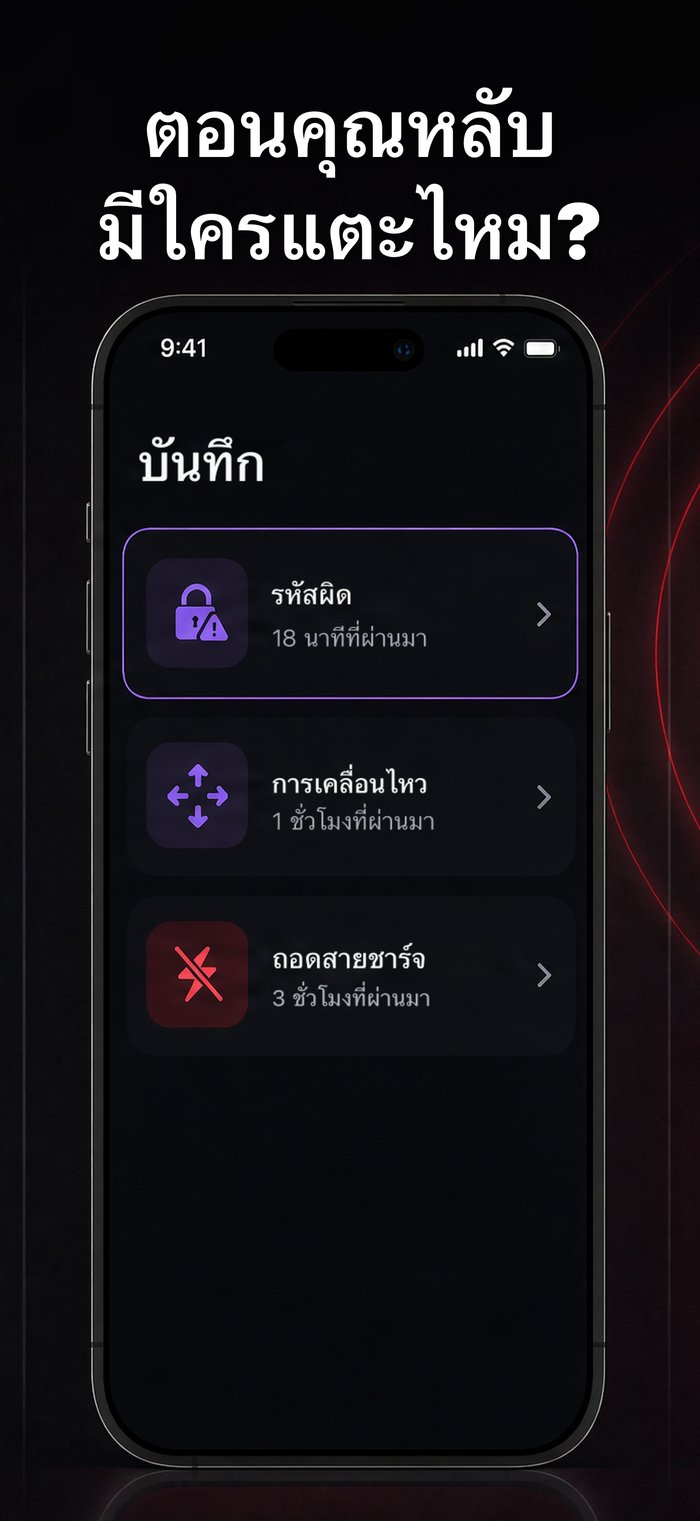 ตอนคุณหลับ
มีใครแตะไหม?
9:41
บันทึก
รหัสผิด
18 นาทีที่ผ่านมา
การเคลื่อนไหว
1 ชั่วโมงที่ผ่านมา
ถอดสายชาร์จ
3 ชั่วโมงที่ผ่านมา